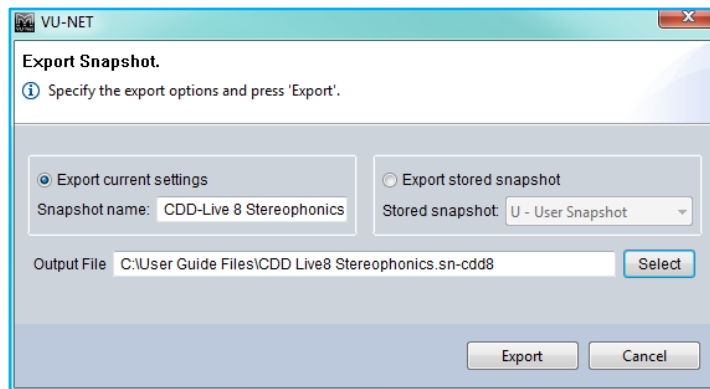 VU-NET
Export Snapshot.
Specify the export options and press 'Export'.
Export current settings
Export stored snapshot
Snapshot name: CDD-Live 8 Stereophonics
Stored snapshot: U - User Snapshot
Output File C:\User Guide Files\CDD Live8 Stereophonics.sn-cdd8 Select
Export Cancel